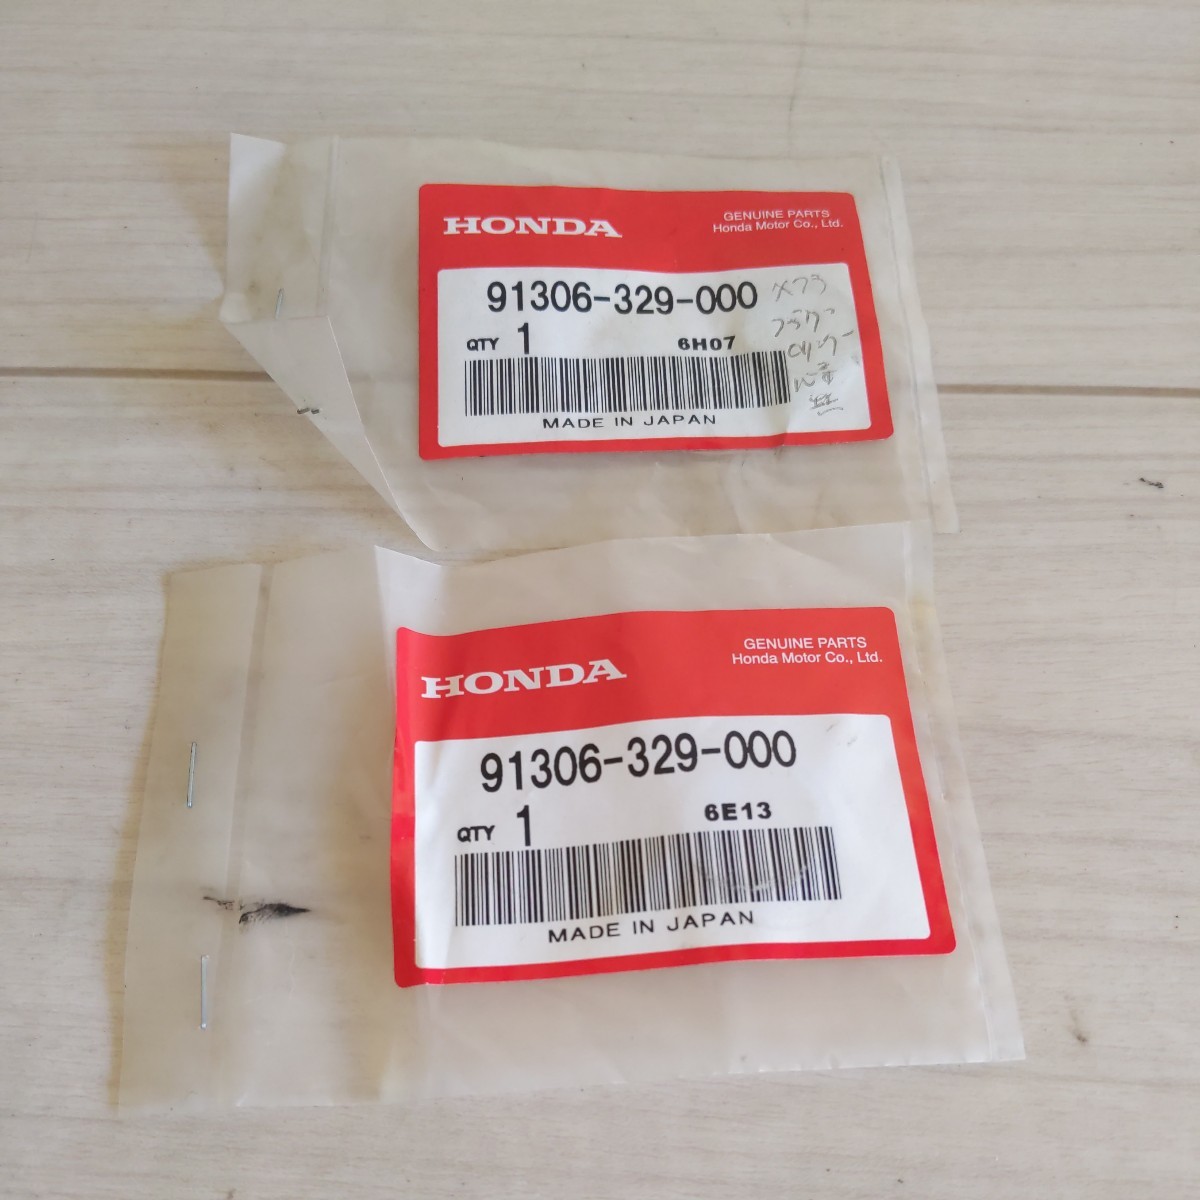 HONDA
GENUINE PARTS
Honda Motor Co., Ltd.
91306-329-000
QTY 1
6H07
MADE IN JAPAN
HONDA
GENUINE PARTS
Honda Motor Co., Ltd.
91306-329-000
QTY 1
6E13
MADE IN JAPAN